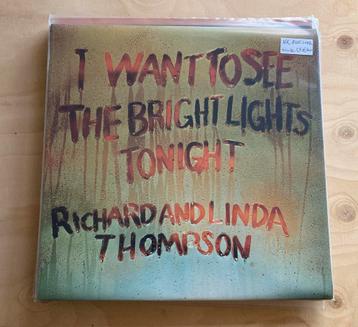 I WANT TO SEE
THE BRIGHT LIGHTS
TONIGHT
RICHARD AND LINDA
THOMPSON